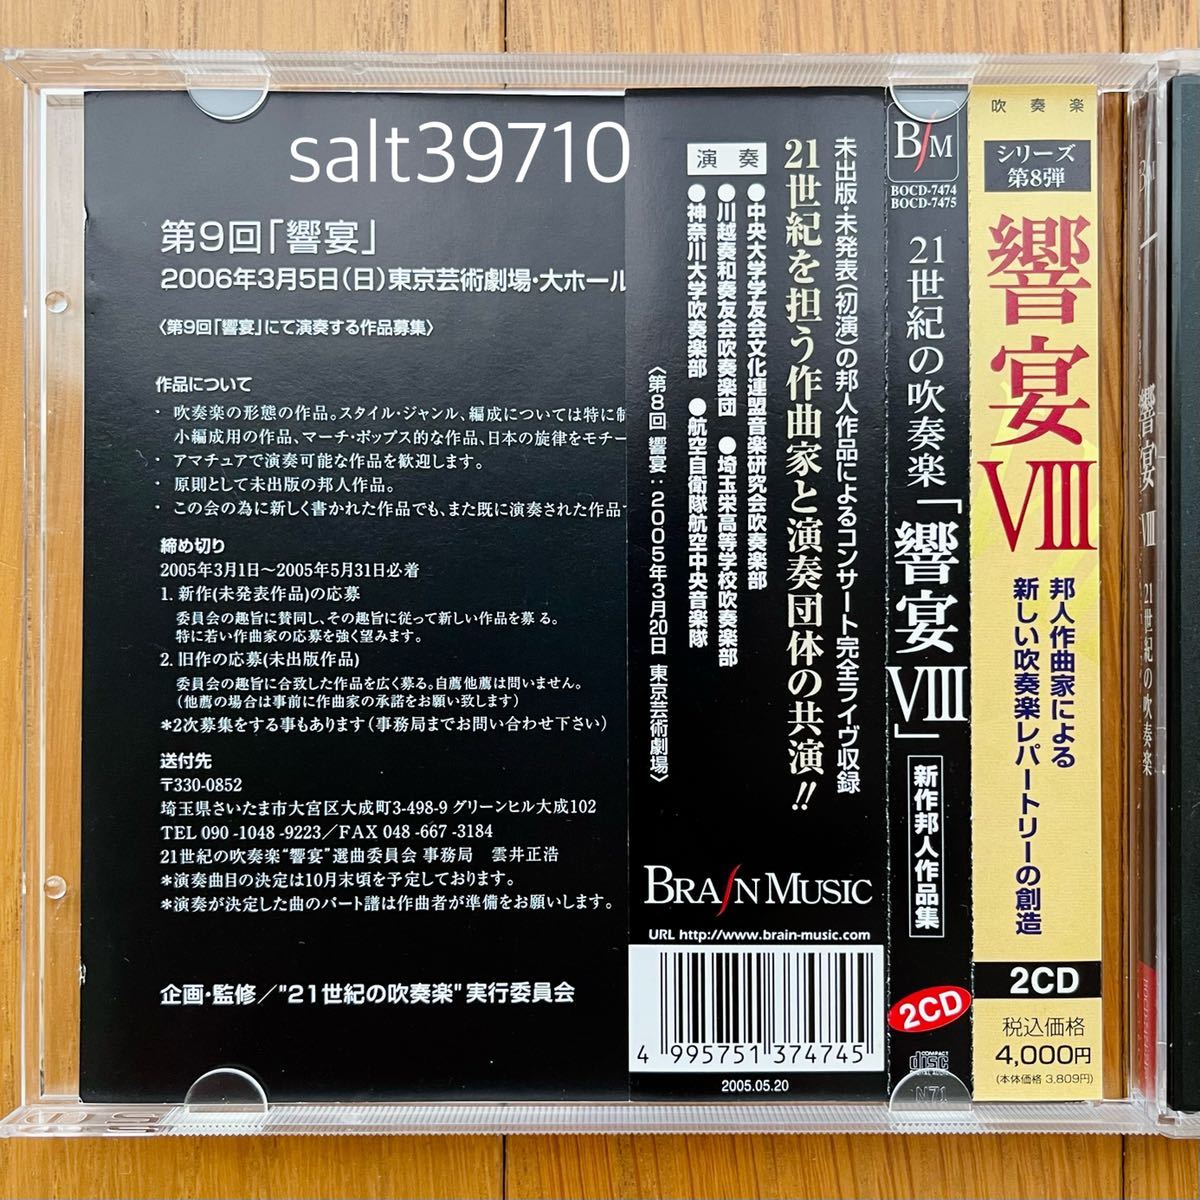 salt39710
第9回「響宴」
2006年3月5日(日)東京芸術劇場・大ホール
〈第9回「響宴」にて演奏する作品募集〉
作品について
・ 吹奏楽の形態の作品。スタイル・ジャンル、編成については特に制
小編成用の作品、マーチ・ポップス的な作品、日本の旋律をモチー
・ アマチュアで演奏可能な作品を歓迎します。
・ 原則として未出版の邦人作品。
・ この会の為に新しく書かれた作品でも、また既に演奏された作品で
締め切り
2005年3月1日〜2005年5月31日必着
1. 新作(未発表作品)の応募
委員会の趣旨に賛同し、その趣旨に従って新しい作品を募る。
特に若い作曲家の応募を強く望みます。
2. 旧作の応募(未出版作品)
委員会の趣旨に合致した作品を広く募る。自薦他薦は問いません。
(他薦の場合は事前に作曲家の承諾をお願い致します)
*2次募集をする事もあります(事務局までお問い合わせ下さい)
送付先
〒330-0852
埼玉県さいたま市大宮区大成町3-498-9 グリーンヒル大成102
TEL 090 -1048 -9223/FAX 048 -667 -3184
21世紀の吹奏楽“響宴”選曲委員会 事務局 雲井正浩
*演奏曲目の決定は10月末頃を予定しております。
*演奏が決定した曲のパート譜は作曲者が準備をお願いします。
企画・監修/"21世紀の吹奏楽"実行委員会
未出版・未発表(初演)の邦人作品によるコンサート完全ライヴ収録
21世紀を担う作曲家と演奏団体の共演!!
演奏
●中央大学学友会文化連盟音楽研究会吹奏楽部
●川越奏和奏友会吹奏楽団 ●埼玉栄高等学校吹奏楽部
●神奈川大学吹奏楽部 ●航空自衛隊航空中央音楽隊
〈第8回 響宴:2005年3月20日 東京芸術劇場〉
BRAIN MUSIC
URL http://www.brain-music.com
4 995751 374745
2005.05.20
BM
BOCD-7474
BOCD-7475
21世紀の吹奏楽「響宴VIII」
新作邦人作品集
2CD
COMPACT
disc
DIGITAL AUDIO
N71
吹奏楽
シリーズ
第8弾
響宴VIII
邦人作曲家による
新しい吹奏楽レパートリーの創造
2CD
税込価格
4,000円
(本体価格 3,809円)
響宴 VIII 21世紀の吹奏楽